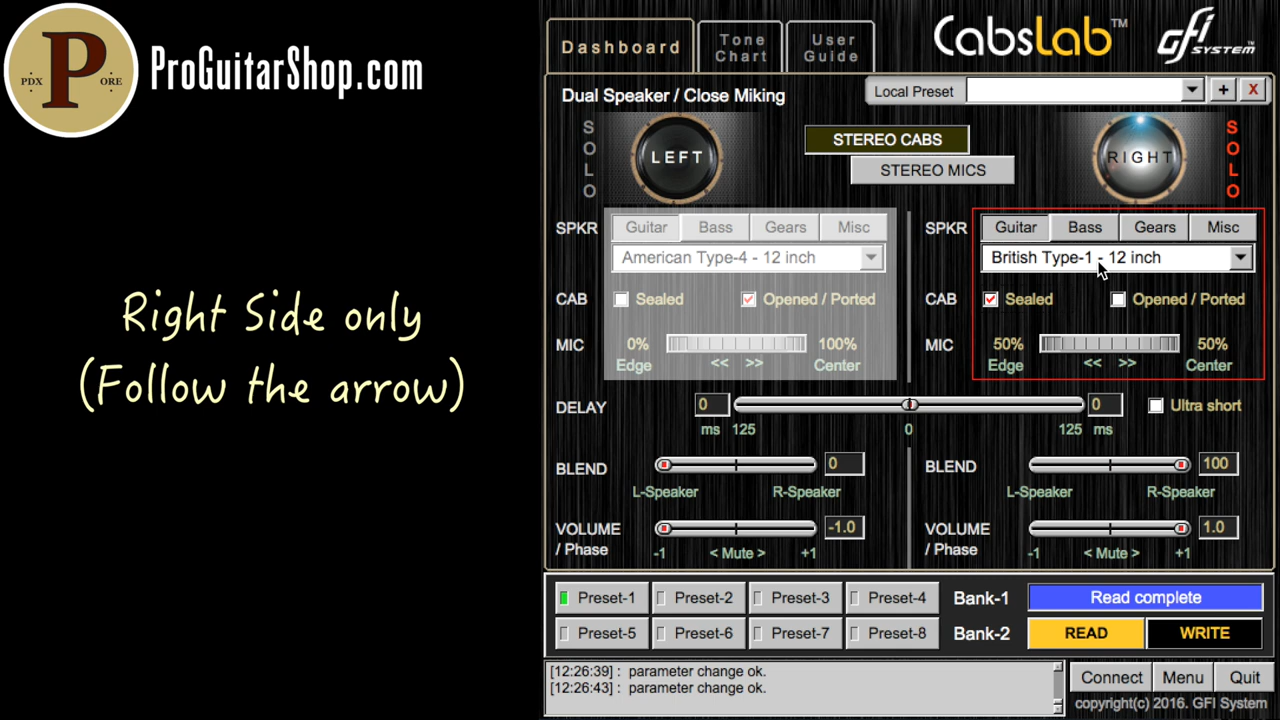 P
PDX
ORE
ProGuitarShop.com
Right Side only
(Follow the arrow)
Dashboard
Tone Chart
User Guide
CabsLab™
GFI SYSTEM™
Dual Speaker / Close Miking
Local Preset
+
X
SOLO
LEFT
STEREO CABS
STEREO MICS
RIGHT
SOLO
SPKR
Guitar
Bass
Gears
Misc
American Type-4 - 12 inch
CAB
Sealed
Opened / Ported
MIC
0%
100%
Edge
<<
>>
Center
SPKR
Guitar
Bass
Gears
Misc
British Type-1 - 12 inch
CAB
Sealed
Opened / Ported
MIC
50%
50%
Edge
<<
>>
Center
DELAY
0
0
Ultra short
ms
125
0
125
ms
BLEND
0
L-Speaker
R-Speaker
BLEND
100
L-Speaker
R-Speaker
VOLUME
/ Phase
-1.0
-1
< Mute >
+1
VOLUME
/ Phase
1.0
-1
< Mute >
+1
Preset-1
Preset-2
Preset-3
Preset-4
Bank-1
Read complete
Preset-5
Preset-6
Preset-7
Preset-8
Bank-2
READ
WRITE
[12:26:39] : parameter change ok.
[12:26:43] : parameter change ok.
Connect
Menu
Quit
copyright(c) 2016. GFI System